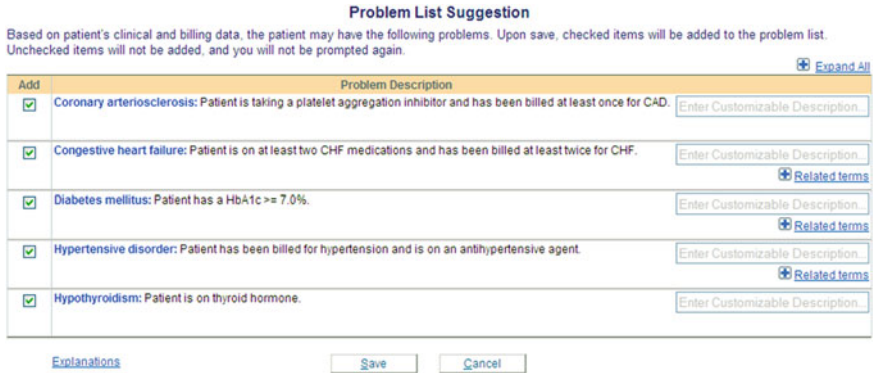 Problem List Suggestion
Based on patient's clinical and billing data, the patient may have the following problems. Upon save, checked items will be added to the problem list.
Unchecked items will not be added, and you will not be prompted again.
Expand All
Add Problem Description
Coronary arteriosclerosis: Patient is taking a platelet aggregation inhibitor and has been billed at least once for CAD. Enter Customizable Description...
Congestive heart failure: Patient is on at least two CHF medications and has been billed at least twice for CHF. Enter Customizable Description...
Related terms
Diabetes mellitus: Patient has a HbA1c >= 7.0%. Enter Customizable Description...
Related terms
Hypertensive disorder: Patient has been billed for hypertension and is on an antihypertensive agent. Enter Customizable Description...
Related terms
Hypothyroidism: Patient is on thyroid hormone. Enter Customizable Description...
Explanations Save Cancel